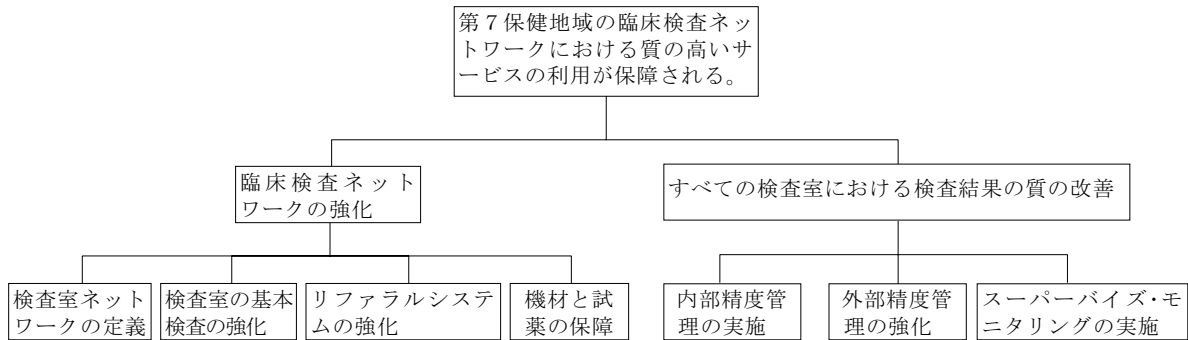 第７保健地域の臨床検査ネッ
トワークにおける質の高いサ
ービスの利用が保障される。
臨床検査ネット
ワークの強化
すべての検査室における検査結果の質の改善
検査室ネット
ワークの定義
検査室の基本
検査の強化
リファラルシステ
ムの強化
機材と試
薬の保障
内部精度管
理の実施
外部精度管
理の強化
スーパーバイズ・モ
ニタリングの実施